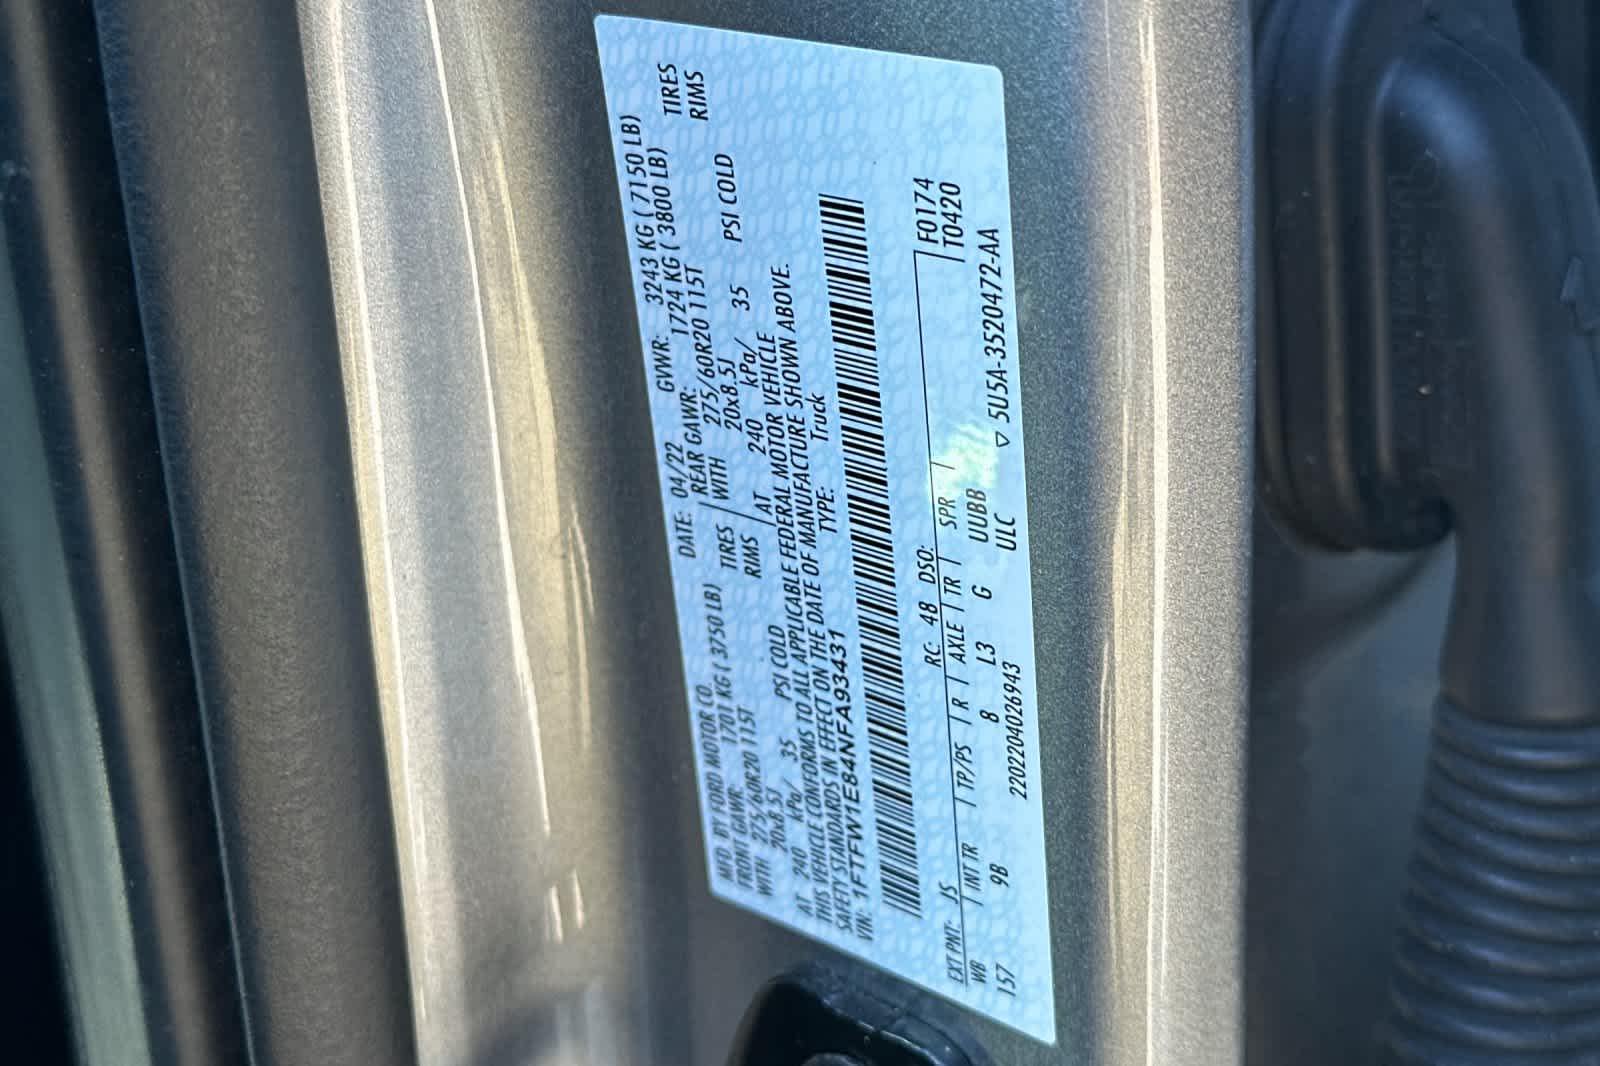 MFD. BY FORD MOTOR CO.
DATE: 04/22 GVWR: 3243 KG ( 7150 LB)
FRONT GAWR: 1701 KG ( 3750 LB) REAR GAWR: 1724 KG ( 3800 LB)
WITH 275/60R20 115T TIRES WITH 275/60R20 115T TIRES
20x8.5J RIMS 20x8.5J RIMS
AT 240 kPa/ 35 PSI COLD AT 240 kPa/ 35 PSI COLD
THIS VEHICLE CONFORMS TO ALL APPLICABLE FEDERAL MOTOR VEHICLE
SAFETY STANDARDS IN EFFECT ON THE DATE OF MANUFACTURE SHOWN ABOVE.
VIN: 1FTFW1E84NFA93431 TYPE: Truck
F0174
T0420
EXT PNT: JS RC: 48 DSO:
WB INT TR TP/PS R AXLE TR SPR
157 9B 8 L3 G UUBB
2202204026943 ULC ▽ 5U5A-3520472-AA